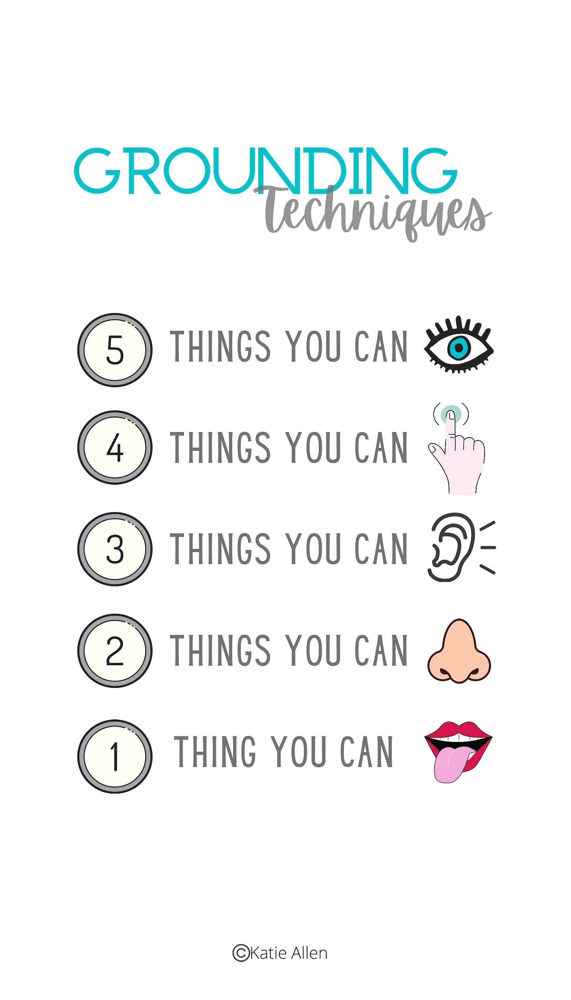 GROUNDING
Techniques
5 THINGS YOU CAN
4 THINGS YOU CAN
3 THINGS YOU CAN
2 THINGS YOU CAN
1 THING YOU CAN
©Katie Allen